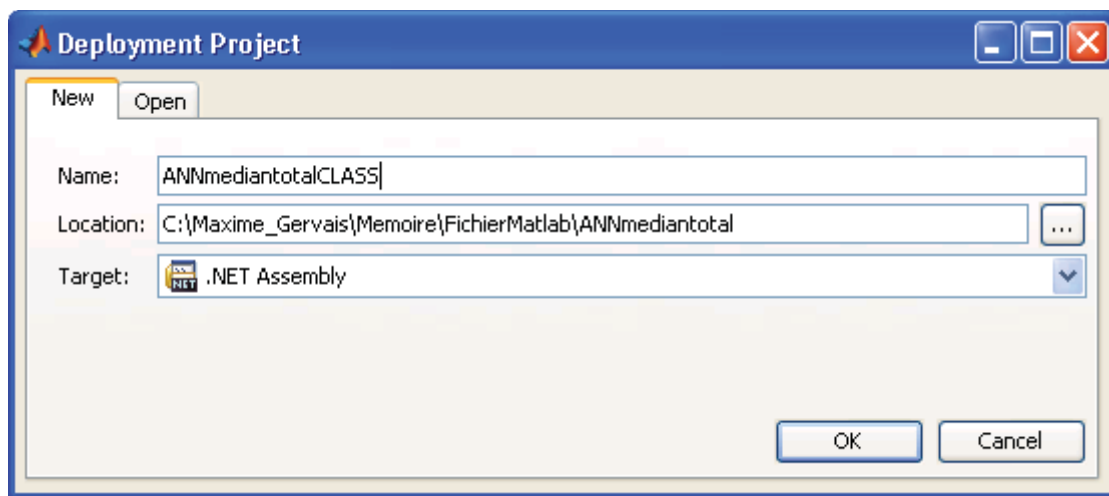 Deployment Project
New Open
Name: ANNmediantotalCLASS
Location: C:\Maxime_Gervais\Memoire\FichierMatlab\ANNmediantotal ...
Target: .NET Assembly
OK Cancel